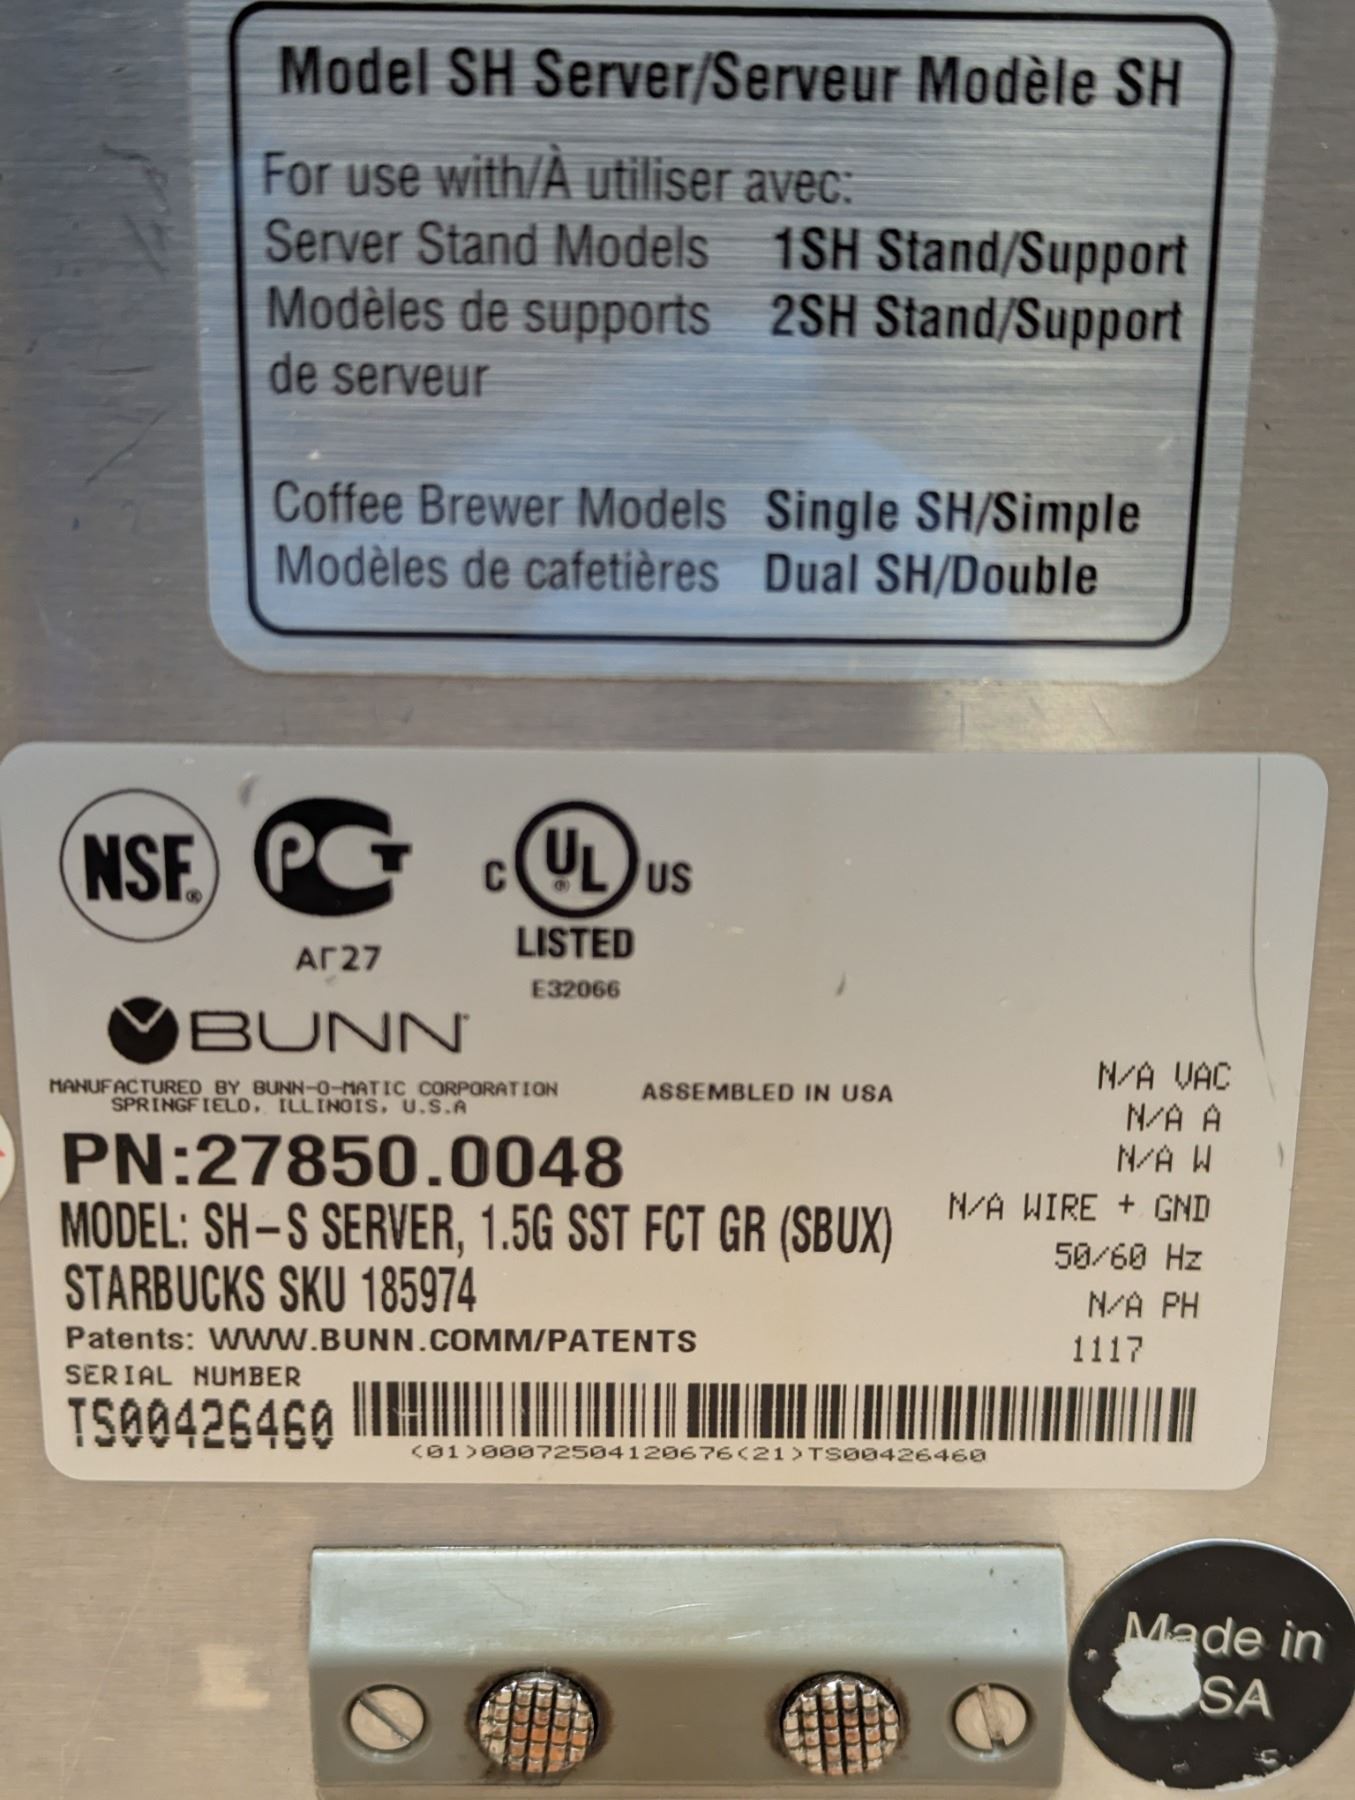 Model SH Server/Serveur Modèle SH
For use with/À utiliser avec:
Server Stand Models 1SH Stand/Support
Modèles de supports 2SH Stand/Support
de serveur
Coffee Brewer Models Single SH/Simple
Modèles de cafetières Dual SH/Double
NSF®
РСТ
АГ27
C UL® US
LISTED
E32066
BUNN
MANUFACTURED BY BUNN-O-MATIC CORPORATION
SPRINGFIELD, ILLINOIS, U.S.A
ASSEMBLED IN USA
PN:27850.0048
MODEL: SH-S SERVER, 1.5G SST FCT GR (SBUX)
STARBUCKS SKU 185974
Patents: WWW.BUNN.COMM/PATENTS
SERIAL NUMBER
TS00426460
(01)00072504120676(21)TS00426460
N/A VAC
N/A A
N/A W
N/A WIRE + GND
50/60 Hz
N/A PH
1117
Made in
SA